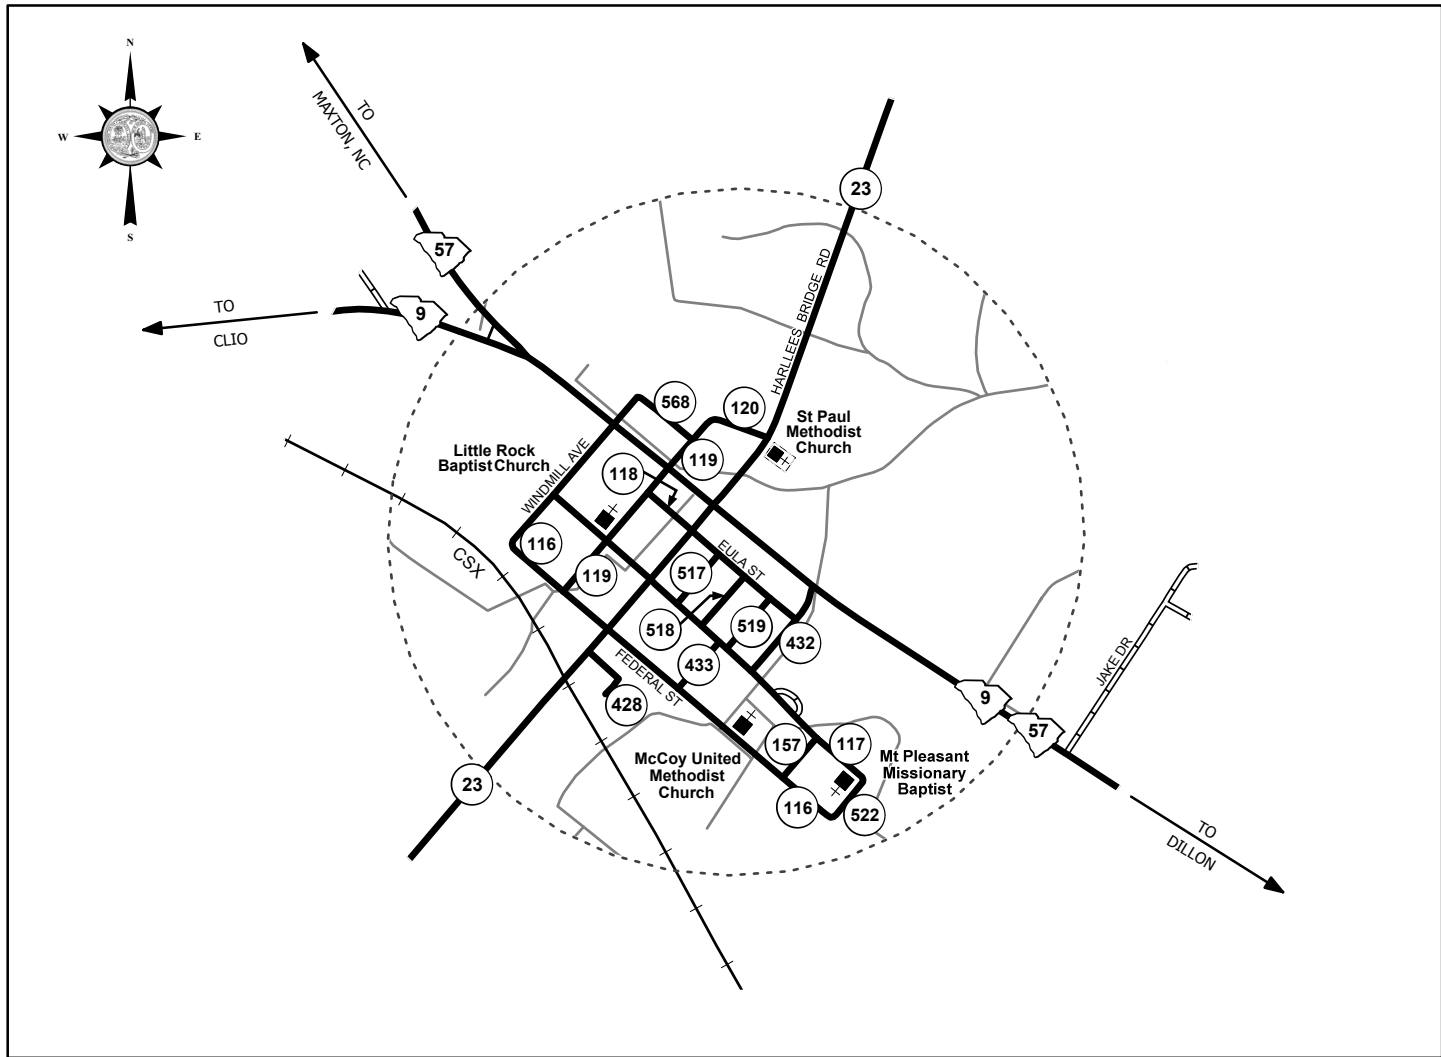 N
W
E
S
TO
MAXTON, NC
57
23
TO
CLIO
9
HARLLEES BRIDGE RD
568
120
St Paul
Methodist
Church
Little Rock
Baptist Church
WINDMILL AVE
118
119
116
CSX
119
517
EULA ST
518
519
432
433
FEDERAL ST
428
JAKE DR
9
57
23
McCoy United
Methodist
Church
157
117
Mt Pleasant
Missionary
Baptist
116
522
TO
DILLON